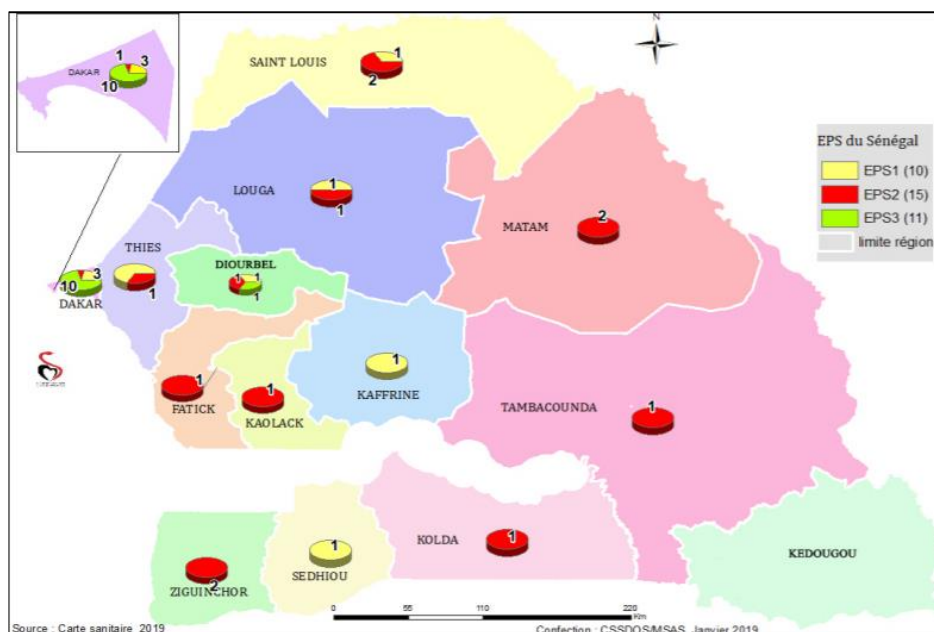 N
1
3
DAKAR
10
SAINT LOUIS
1
2
EPS du Sénégal
EPS1 (10)
EPS2 (15)
EPS3 (11)
limite région
LOUGA
1
1
MATAM
2
THIES
1
DIOURBEL
1
1
1
3
10
DAKAR
1
FATICK
1
KAOLACK
1
KAFFRINE
TAMBACOUNDA
1
2
ZIGUINCHOR
1
SEDHIOU
KOLDA
1
KEDOUGOU
0
55
110
220
Km
Source : Carte sanitaire 2019
Confection : CSSDOS/MSAS, Janvier 2019